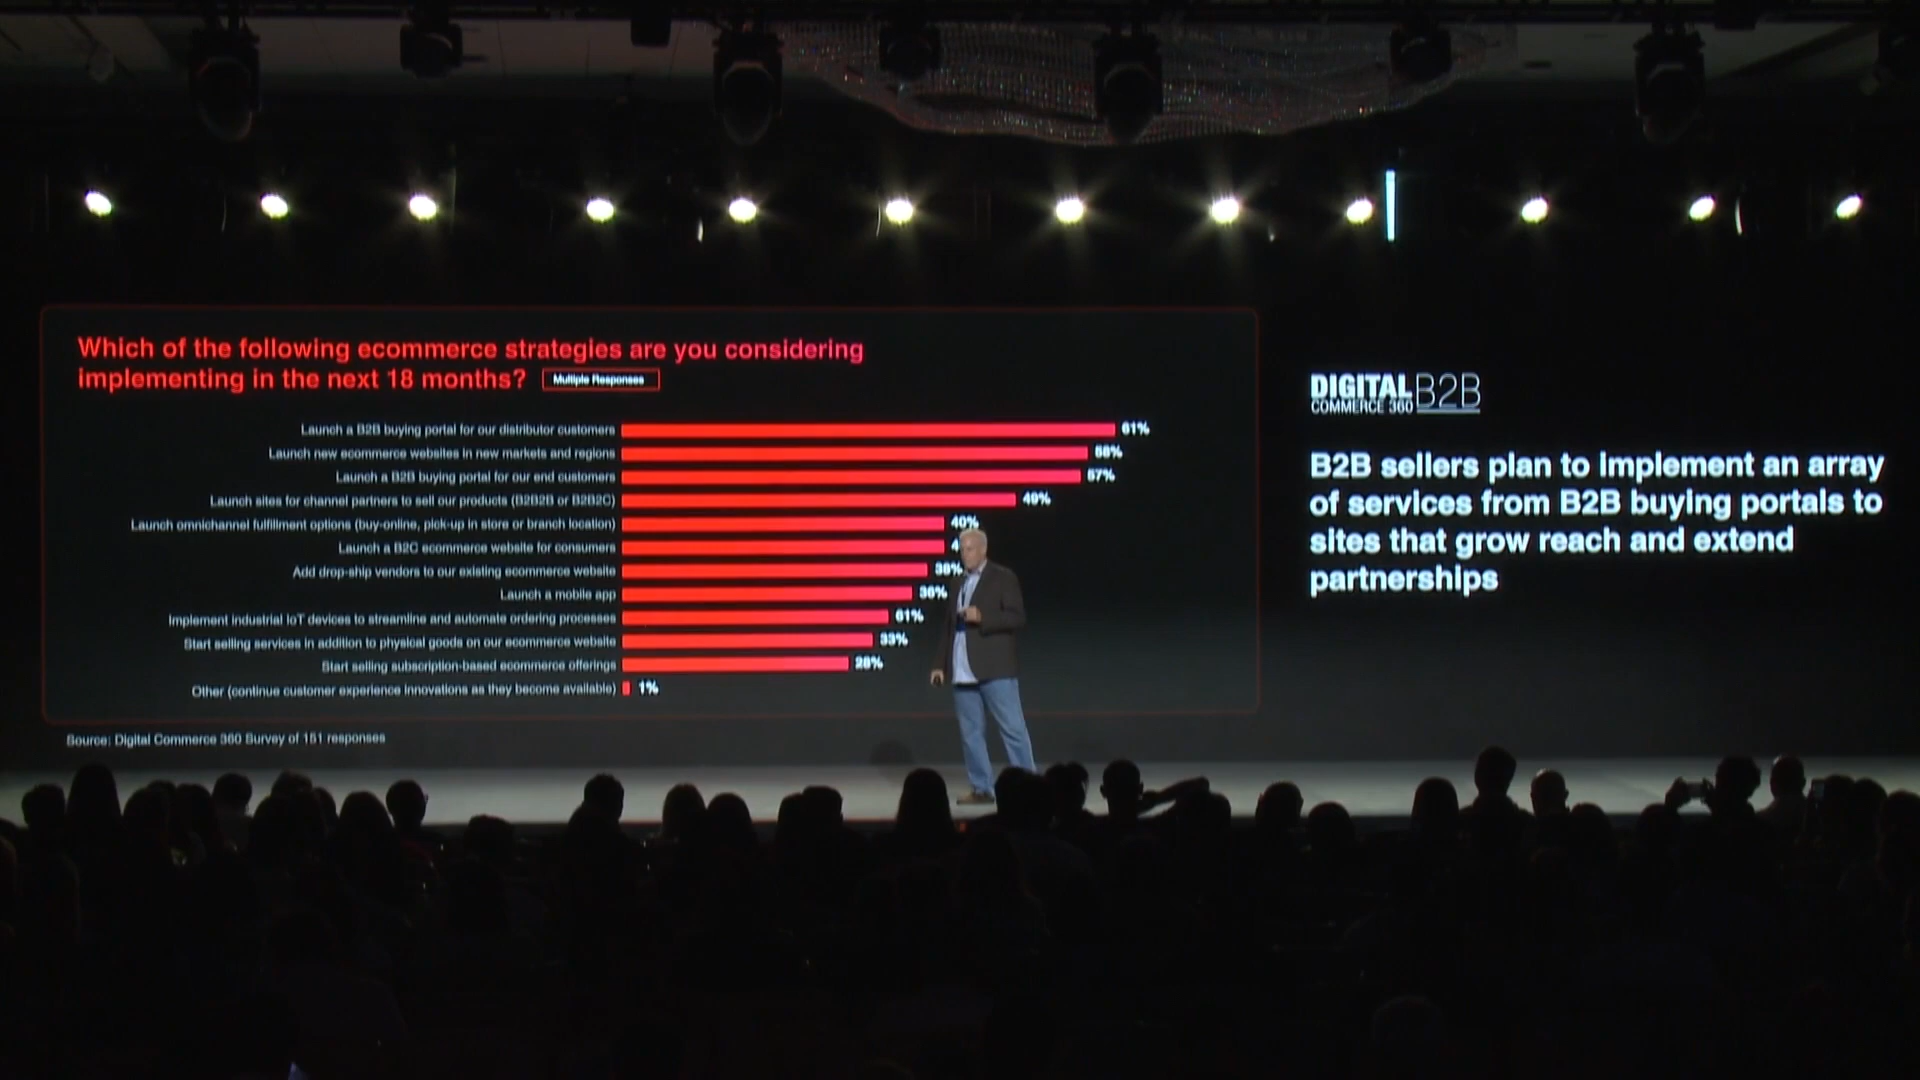 Which of the following ecommerce strategies are you considering
implementing in the next 18 months? Multiple Responses
Launch a B2B buying portal for our distributor customers 61%
Launch new ecommerce websites in new markets and regions 58%
Launch a B2B buying portal for our end customers 57%
Launch sites for channel partners to sell our products (B2B2B or B2B2C) 49%
Launch omnichannel fulfillment options (buy-online, pick-up in store or branch location) 40%
Launch a B2C ecommerce website for consumers
Add drop-ship vendors to our existing ecommerce website 38%
Launch a mobile app 36%
Implement industrial IoT devices to streamline and automate ordering processes 61%
Start selling services in addition to physical goods on our ecommerce website 33%
Start selling subscription-based ecommerce offerings 28%
Other (continue customer experience innovations as they become available) 1%
Source: Digital Commerce 360 Survey of 151 responses
DIGITAL B2B
COMMERCE 360
B2B sellers plan to implement an array
of services from B2B buying portals to
sites that grow reach and extend
partnerships